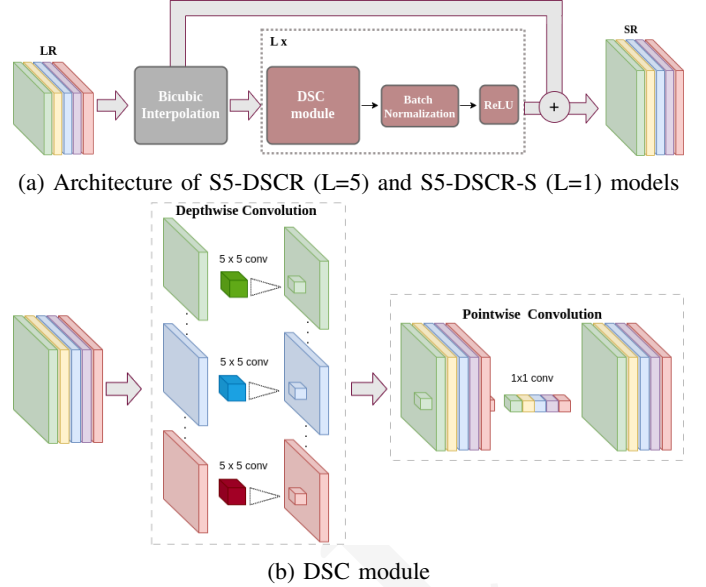 LR
SR
L x
Bicubic
Interpolation
DSC
module
Batch
Normalization
ReLU
+
(a) Architecture of S5-DSCR (L=5) and S5-DSCR-S (L=1) models
Depthwise Convolution
5 x 5 conv
5 x 5 conv
5 x 5 conv
Pointwise Convolution
1x1 conv
(b) DSC module